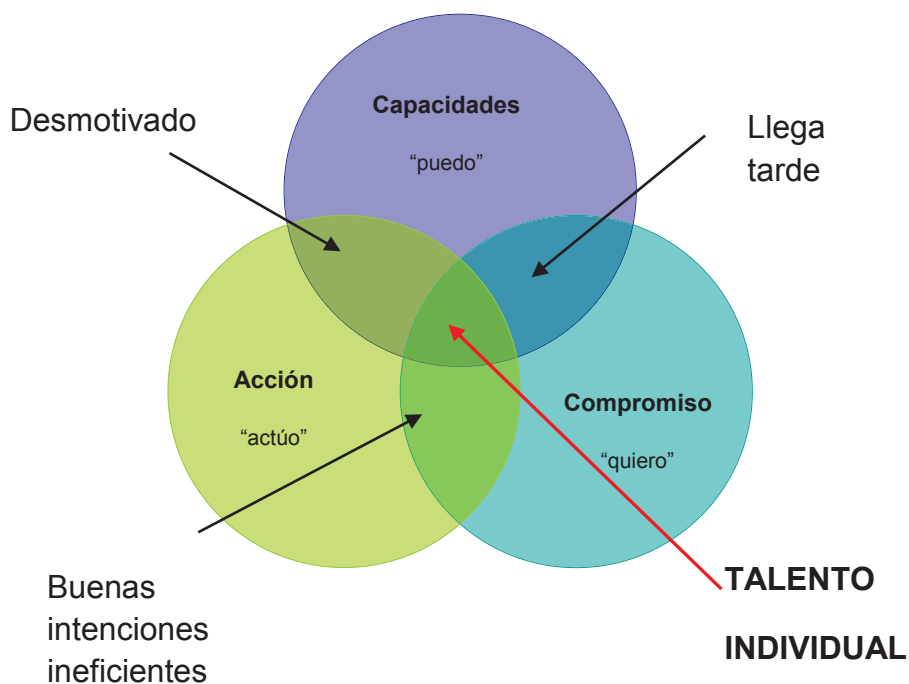 Capacidades
“puedo”
Desmotivado
Llega
tarde
Acción
“actúo”
Compromiso
“quiero”
Buenas
intenciones
ineficientes
TALENTO
INDIVIDUAL